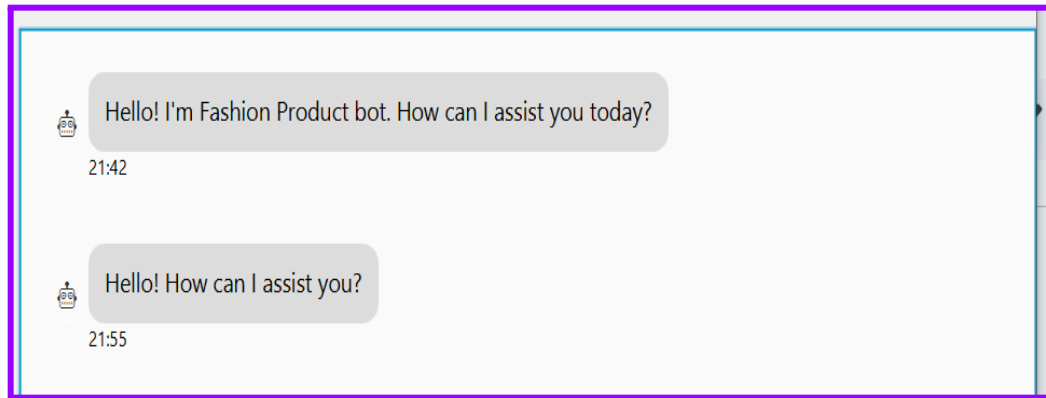 Hello! I'm Fashion Product bot. How can I assist you today?
21:42
Hello! How can I assist you?
21:55